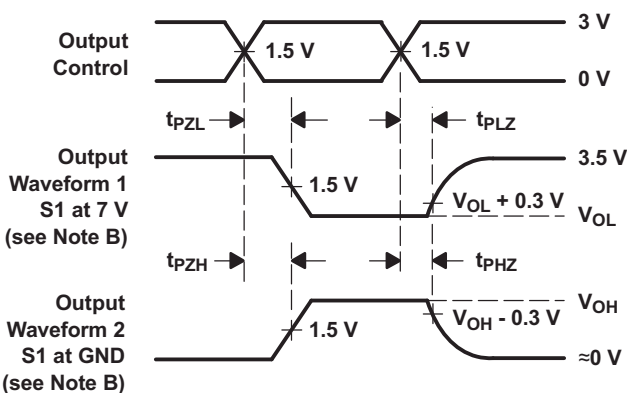 3 V
Output
Control
1.5 V
1.5 V
0 V
tPZL
tPLZ
Output
Waveform 1
S1 at 7 V
(see Note B)
3.5 V
1.5 V
VOL + 0.3 V
VOL
tPZH
tPHZ
Output
Waveform 2
S1 at GND
(see Note B)
VOH
1.5 V
VOH - 0.3 V
≈0 V